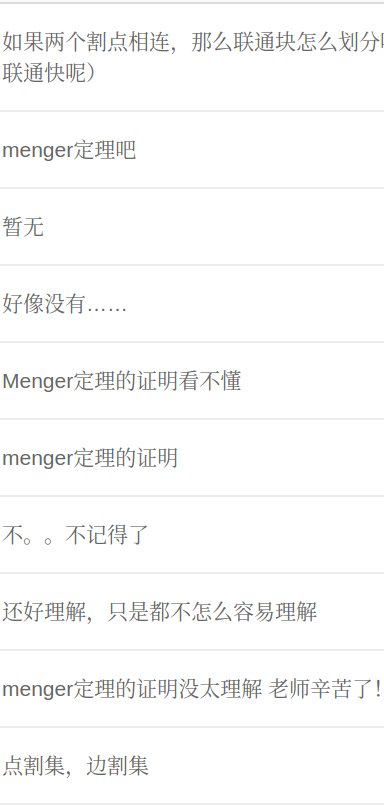 如果两个割点相连，那么联通块怎么划分
联通快呢）
menger定理吧
暂无
好像没有……
Menger定理的证明看不懂
menger定理的证明
不。。不记得了
还好理解，只是都不怎么容易理解
menger定理的证明没太理解 老师辛苦了！
点割集，边割集